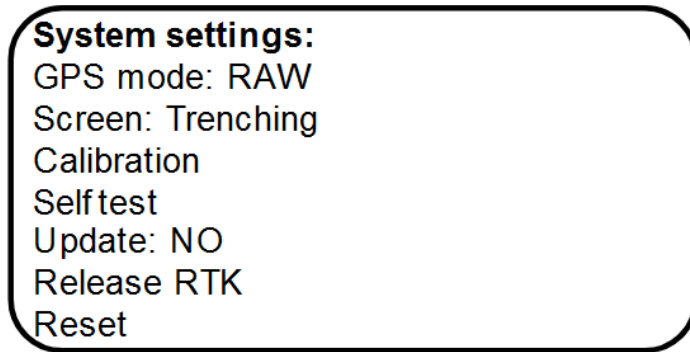 System settings:
GPS mode: RAW
Screen: Trenching
Calibration
Self test
Update: NO
Release RTK
Reset